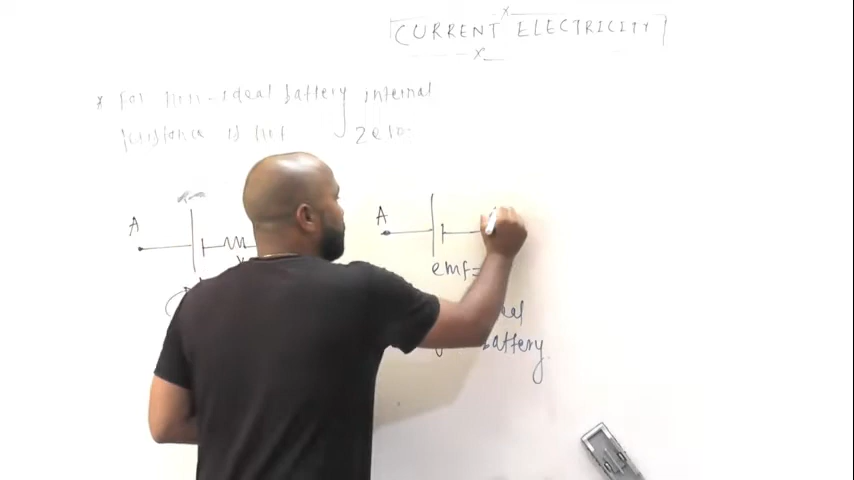 CURRENT ELECTRICITY
* For non-ideal battery internal
resistance is not zero.
A
A
emf=
battery